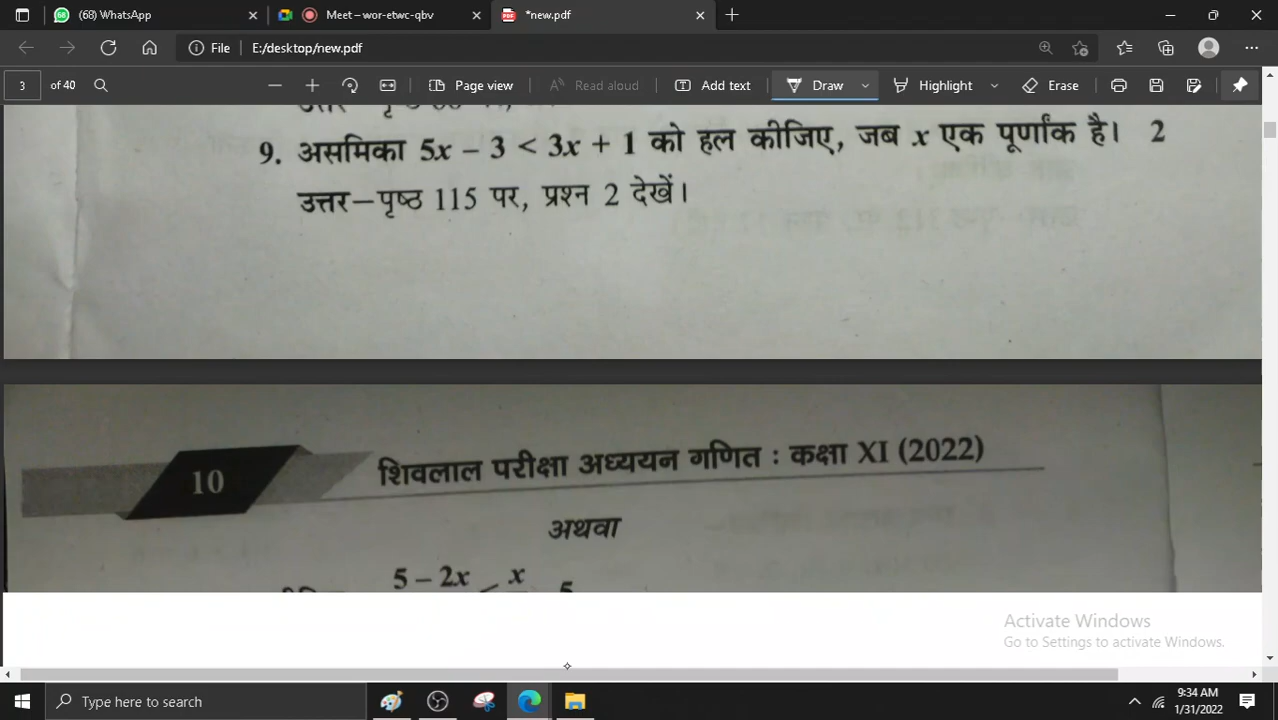 (68) WhatsApp
Meet – wor-etwc-qbv
*new.pdf
File E:/desktop/new.pdf
3 of 40
Page view
Read aloud
Add text
Draw
Highlight
Erase
9. असमिका 5x – 3 < 3x + 1 को हल कीजिए, जब x एक पूर्णांक है। 2
उत्तर–पृष्ठ 115 पर, प्रश्न 2 देखें।
10
शिवलाल परीक्षा अध्ययन गणित : कक्षा XI (2022)
अथवा
5 – 2x x 5
Activate Windows
Go to Settings to activate Windows.
Type here to search
9:34 AM
1/31/2022